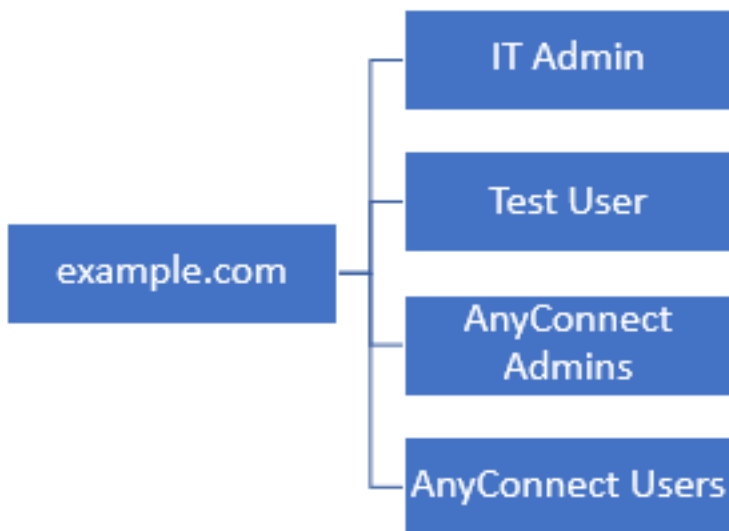 example.com
IT Admin
Test User
AnyConnect
Admins
AnyConnect Users